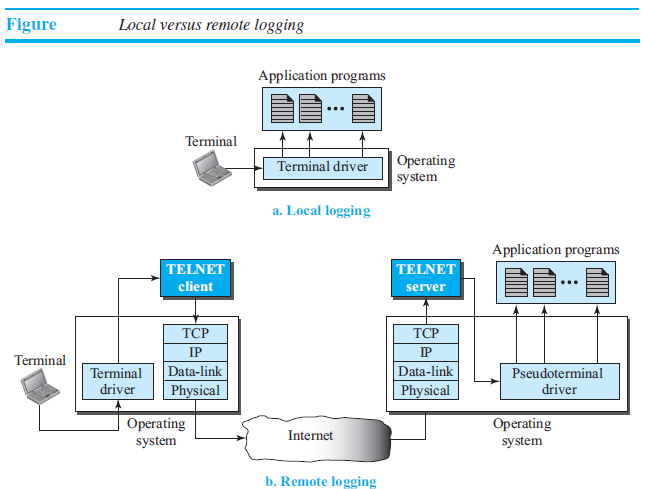 Figure Local versus remote logging
Application programs
Terminal
Terminal driver
Operating
system
a. Local logging
Application programs
TELNET
client
TELNET
server
TCP
IP
Data-link
Physical
Terminal
Terminal
driver
TCP
IP
Data-link
Physical
Pseudoterminal
driver
Operating
system
Internet
Operating
system
b. Remote logging